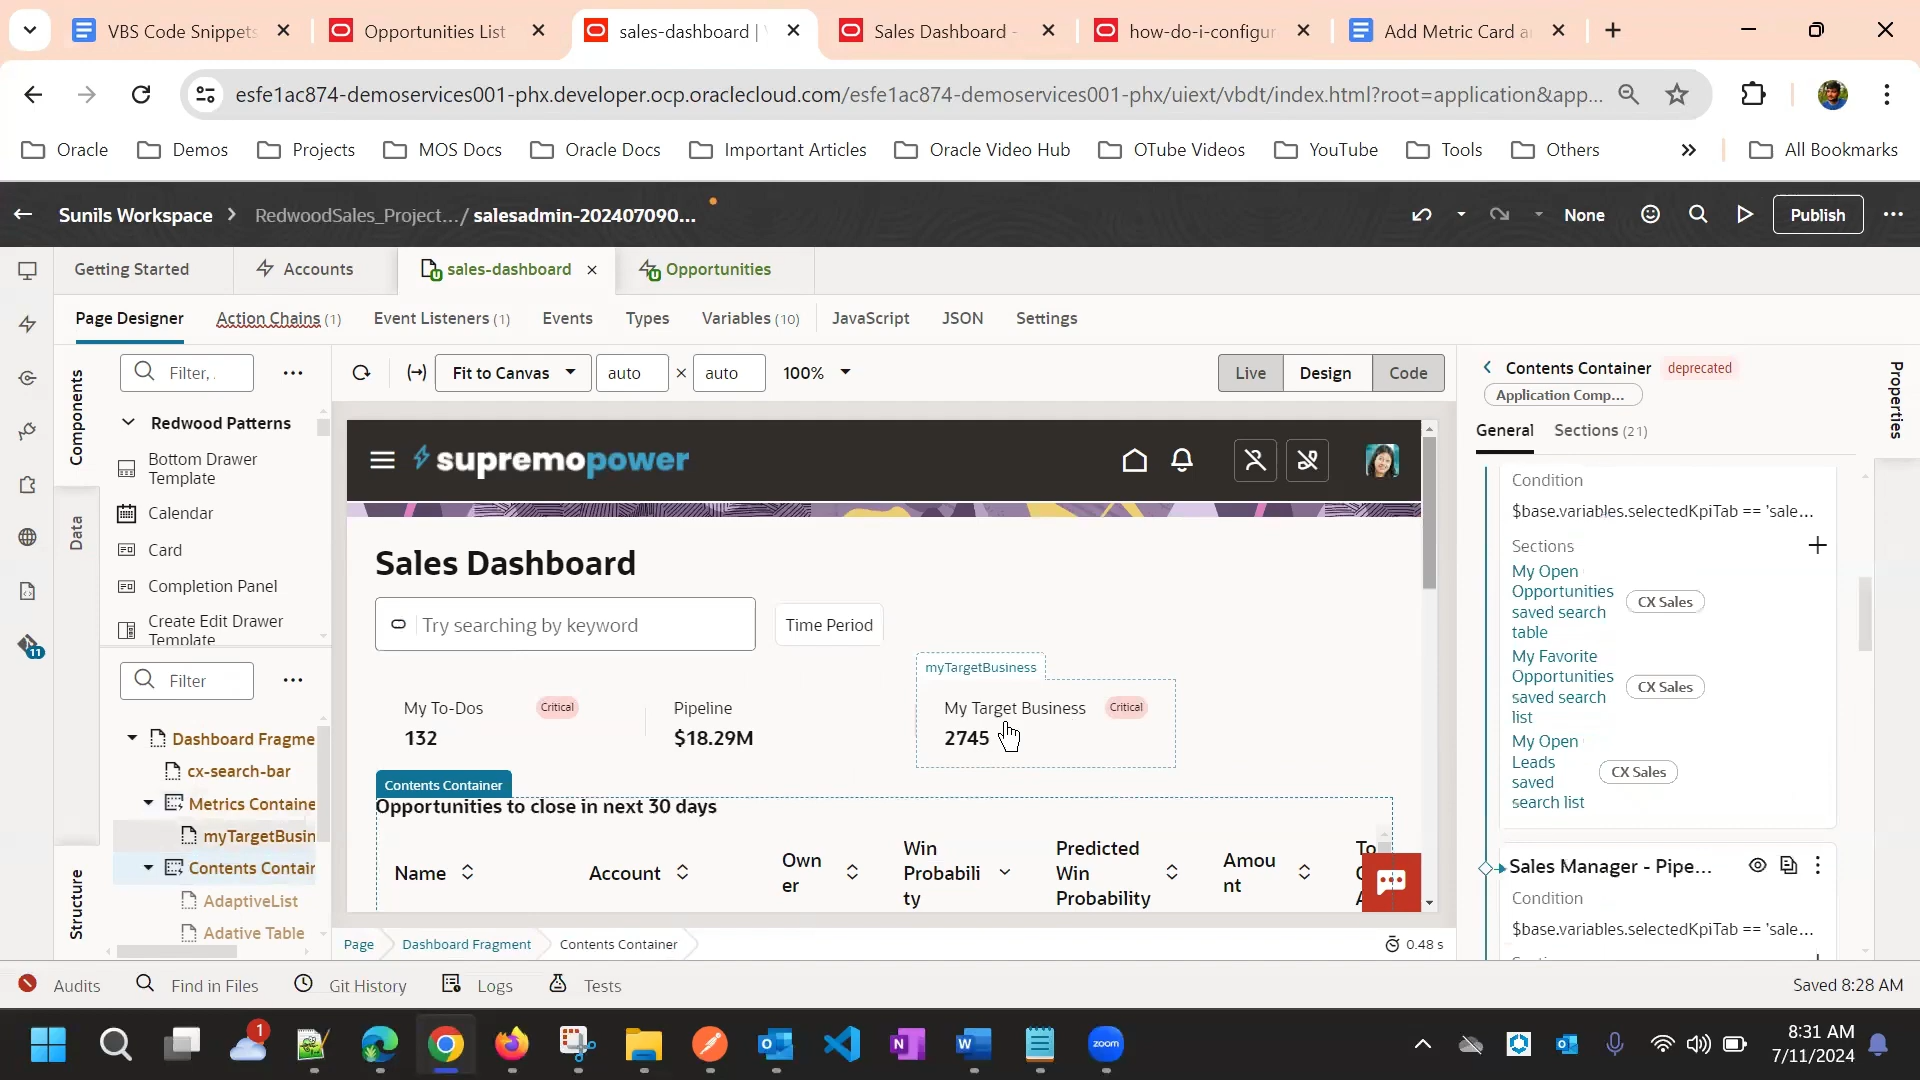 VBS Code Snippets
Opportunities List
sales-dashboard |
Sales Dashboard -
how-do-i-configur
Add Metric Card a
esfe1ac874-demoservices001-phx.developer.ocp.oraclecloud.com/esfe1ac874-demoservices001-phx/uiext/vbdt/index.html?root=application&app...
Oracle
Demos
Projects
MOS Docs
Oracle Docs
Important Articles
Oracle Video Hub
OTube Videos
YouTube
Tools
Others
»
All Bookmarks
Sunils Workspace > RedwoodSales_Project... / salesadmin-202407090...
None
Publish
Getting Started
Accounts
sales-dashboard
Opportunities
Page Designer
Action Chains (1)
Event Listeners (1)
Events
Types
Variables (10)
JavaScript
JSON
Settings
Components
Data
Structure
Filter,
Redwood Patterns
Bottom Drawer
Template
Calendar
Card
Completion Panel
Create Edit Drawer
Template
Filter
Dashboard Fragme
cx-search-bar
Metrics Containe
myTargetBusin
Contents Contair
AdaptiveList
Adative Table
11
Fit to Canvas
auto × auto
100%
Live
Design
Code
supremopower
Sales Dashboard
Try searching by keyword
Time Period
myTargetBusiness
My To-Dos
Critical
132
Pipeline
$18.29M
My Target Business
Critical
2745
Contents Container
Opportunities to close in next 30 days
Name
Account
Own
er
Win
Probabili
ty
Predicted
Win
Probability
Amou
nt
To
Page
Dashboard Fragment
Contents Container
0.48 s
Contents Container
deprecated
Application Comp...
Properties
General
Sections (21)
Condition
$base.variables.selectedKpiTab == 'sale...
Sections
My Open
Opportunities
saved search
table
CX Sales
My Favorite
Opportunities
saved search
list
CX Sales
My Open
Leads
saved
search list
CX Sales
Sales Manager - Pipe...
Condition
$base.variables.selectedKpiTab == 'sale...
Audits
Find in Files
Git History
Logs
Tests
Saved 8:28 AM
1
zoom
8:31 AM
7/11/2024